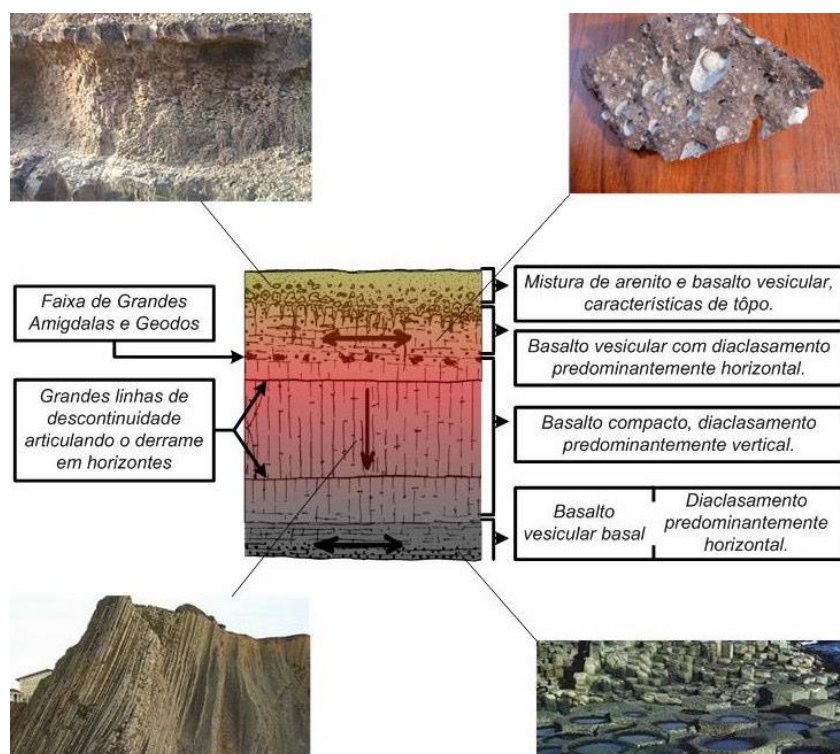 Faixa de Grandes
Amigdalas e Geodos
Grandes linhas de
descontinuidade
articulando o derrame
em horizontes
Mistura de arenito e basalto vesicular,
características de tôpo.
Basalto vesicular com diaclasamento
predominantemente horizontal.
Basalto compacto, diaclasamento
predominantemente vertical.
Basalto
vesicular basal
Diaclasamento
predominantemente
horizontal.